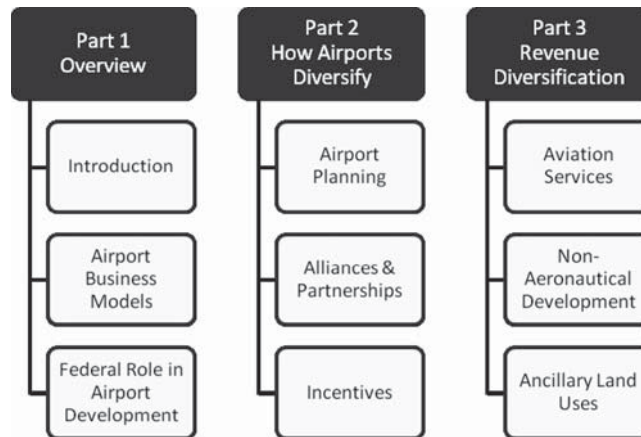 Part 1
Overview
Introduction
Airport
Business
Models
Federal Role in
Airport
Development
Part 2
How Airports
Diversify
Airport
Planning
Alliances &
Partnerships
Incentives
Part 3
Revenue
Diversification
Aviation
Services
Non-
Aeronautical
Development
Ancillary Land
Uses